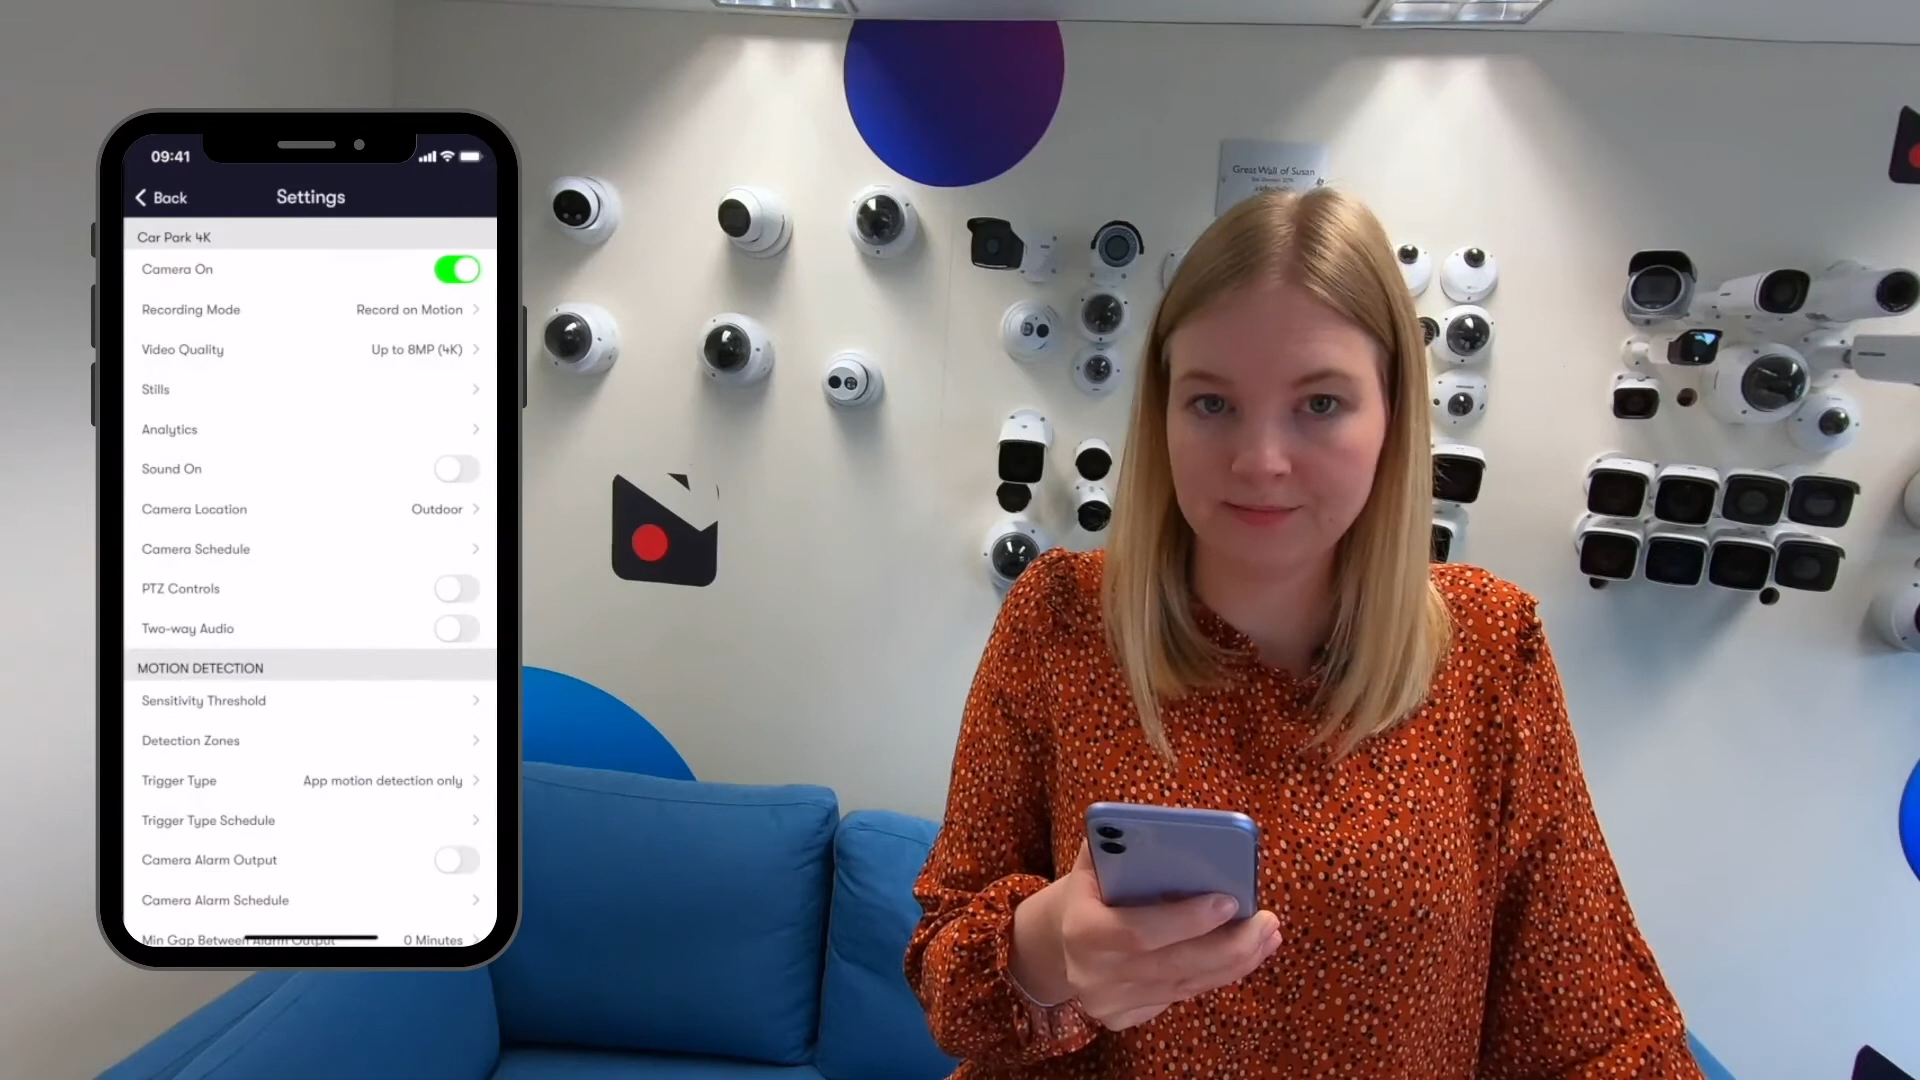 09:41
Back
Settings
Car Park 4K
Camera On
Recording Mode Record on Motion
Video Quality Up to 8MP (4K)
Stills
Analytics
Sound On
Camera Location Outdoor
Camera Schedule
PTZ Controls
Two-way Audio
MOTION DETECTION
Sensitivity Threshold
Detection Zones
Trigger Type App motion detection only
Trigger Type Schedule
Camera Alarm Output
Camera Alarm Schedule
Min Gap Between Alarm Output 0 Minutes
Great Wall of Susan